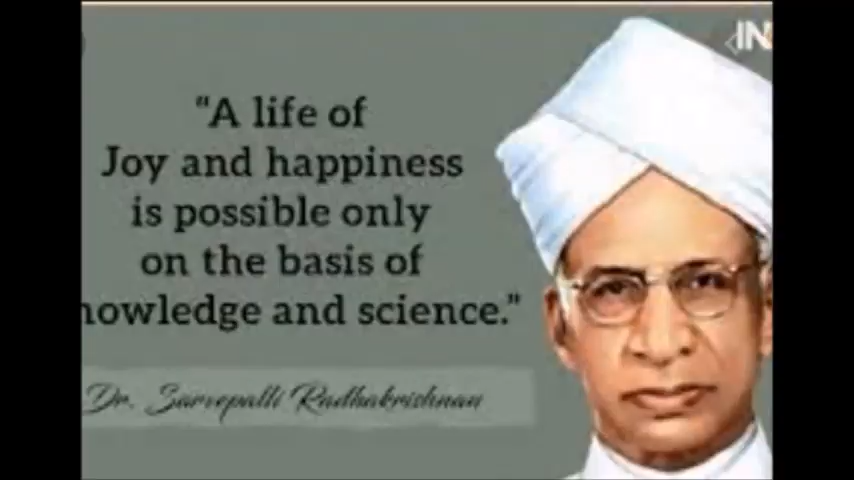 IN
“A life of
Joy and happiness
is possible only
on the basis of
nowledge and science.”
Dr. Sarvepalli Radhakrishnan